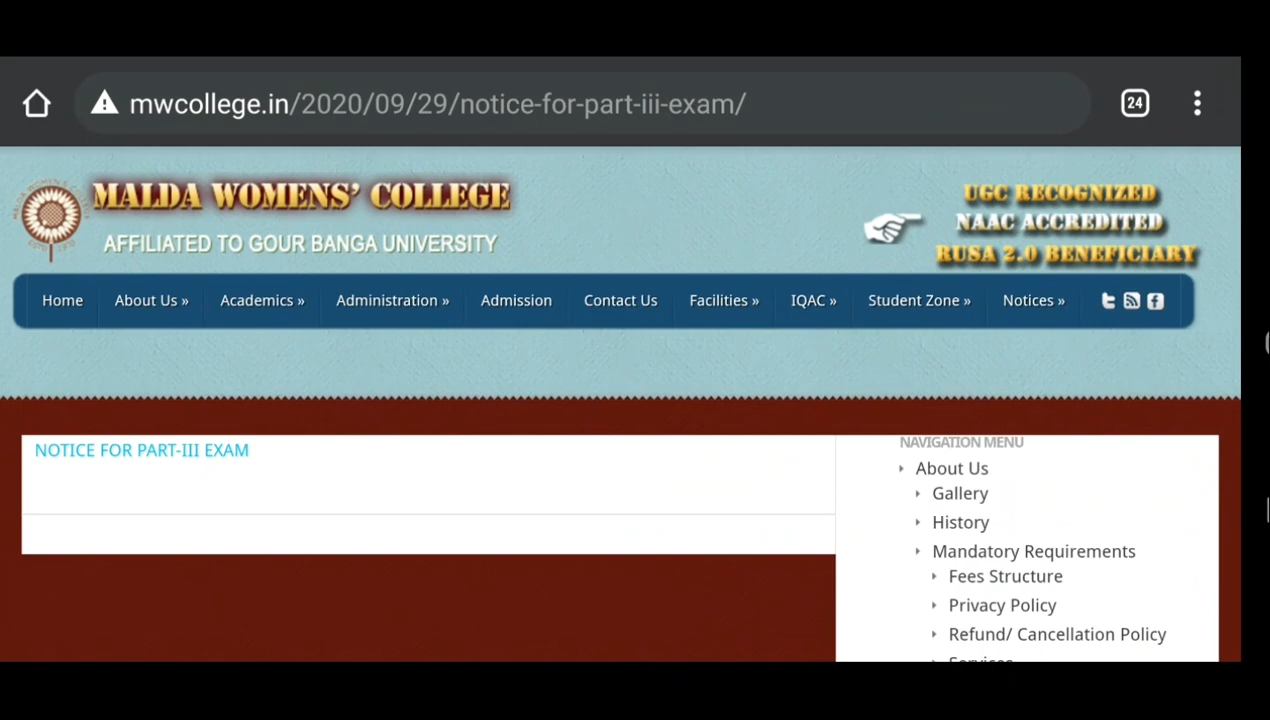 mwcollege.in/2020/09/29/notice-for-part-iii-exam/
24
MALDA WOMENS' COLLEGE
AFFILIATED TO GOUR BANGA UNIVERSITY
UGC RECOGNIZED
NAAC ACCREDITED
RUSA 2.0 BENEFICIARY
Home About Us » Academics » Administration » Admission Contact Us Facilities » IQAC » Student Zone » Notices »
NOTICE FOR PART-III EXAM
NAVIGATION MENU
About Us
Gallery
History
Mandatory Requirements
Fees Structure
Privacy Policy
Refund/ Cancellation Policy
Services